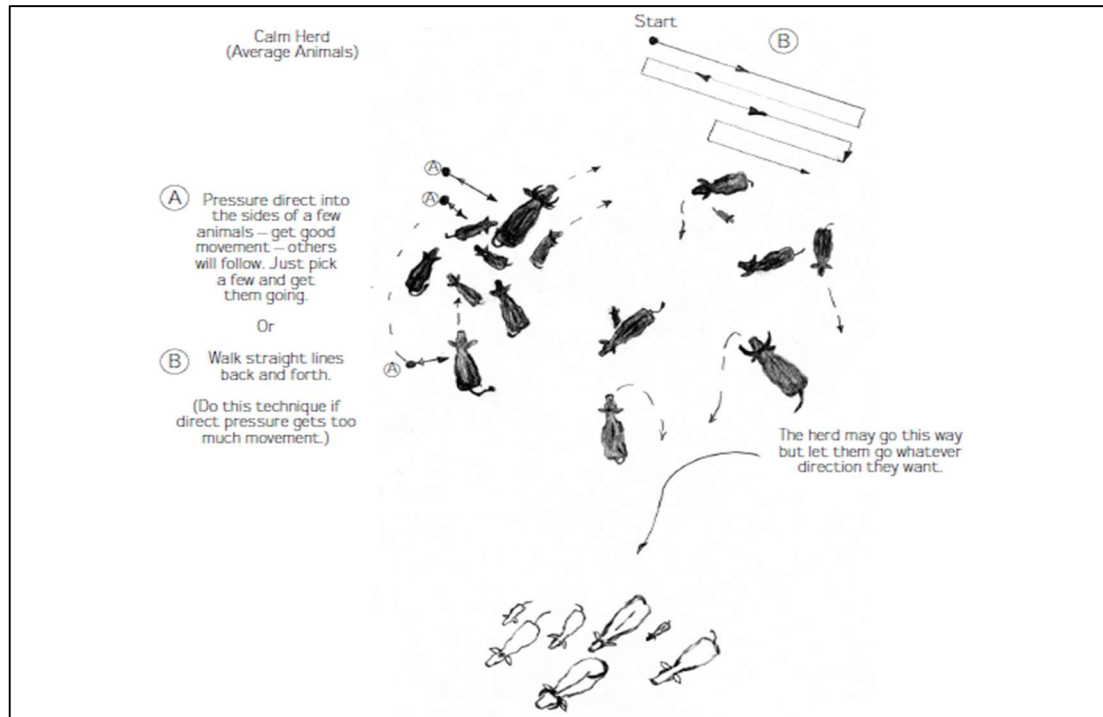 Calm Herd
(Average Animals)
Start
B
A
A
A
Pressure direct into
the sides of a few
animals – get good
movement – others
will follow. Just pick
a few and get
them going.
Or
B
Walk straight lines
back and forth.
(Do this technique if
direct pressure gets too
much movement.)
A
The herd may go this way
but let them go whatever
direction they want.